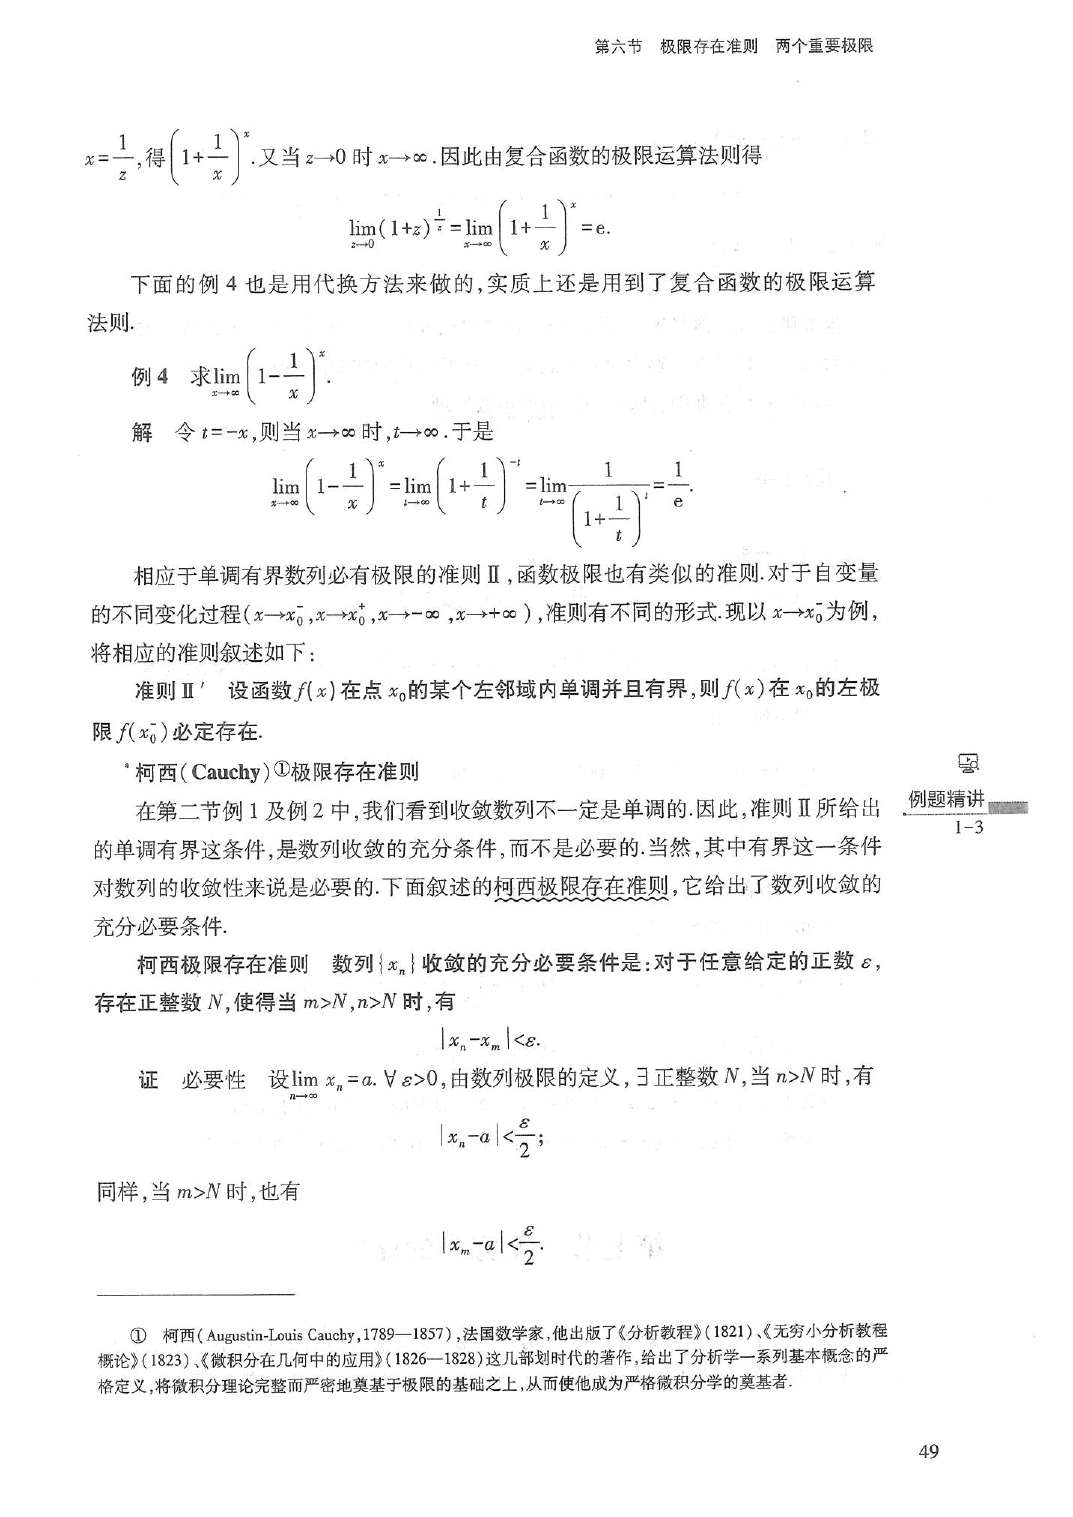 第六节　极限存在准则　两个重要极限
x=1/z,得(1+1/x)^x.又当 z→0 时 x→∞.因此由复合函数的极限运算法则得
lim_{z→0}(1+z)^{1/z}=lim_{x→∞}(1+1/x)^x=e.
下面的例 4 也是用代换方法来做的,实质上还是用到了复合函数的极限运算
法则.
例 4　求lim_{x→∞}(1-1/x)^x.
解　令 t=-x,则当 x→∞ 时,t→∞.于是
lim_{x→∞}(1-1/x)^x=lim_{t→∞}(1+1/t)^{-t}=lim_{t→∞} 1/(1+1/t)^t=1/e.
相应于单调有界数列必有极限的准则Ⅱ,函数极限也有类似的准则.对于自变量
的不同变化过程(x→x₀⁻,x→x₀⁺,x→-∞,x→+∞),准则有不同的形式.现以 x→x₀⁻为例,
将相应的准则叙述如下:
准则Ⅱ′　设函数 f(x)在点 x₀的某个左邻域内单调并且有界,则 f(x)在 x₀的左极
限 f(x₀⁻)必定存在.
*柯西(Cauchy)①极限存在准则
在第二节例 1 及例 2 中,我们看到收敛数列不一定是单调的.因此,准则Ⅱ所给出
的单调有界这条件,是数列收敛的充分条件,而不是必要的.当然,其中有界这一条件
对数列的收敛性来说是必要的.下面叙述的柯西极限存在准则,它给出了数列收敛的
充分必要条件.
例题精讲
1-3
柯西极限存在准则　数列{xₙ}收敛的充分必要条件是:对于任意给定的正数 ε,
存在正整数 N,使得当 m>N,n>N 时,有
|xₙ-xₘ|<ε.
证　必要性　设lim_{n→∞} xₙ=a. ∀ε>0,由数列极限的定义,∃正整数 N,当 n>N 时,有
|xₙ-a|<ε/2;
同样,当 m>N 时,也有
|xₘ-a|<ε/2.
①　柯西(Augustin-Louis Cauchy,1789—1857),法国数学家,他出版了《分析教程》(1821)、《无穷小分析教程
概论》(1823)、《微积分在几何中的应用》(1826—1828)这几部划时代的著作,给出了分析学一系列基本概念的严
格定义,将微积分理论完整而严密地奠基于极限的基础之上,从而使他成为严格微积分学的奠基者.
49